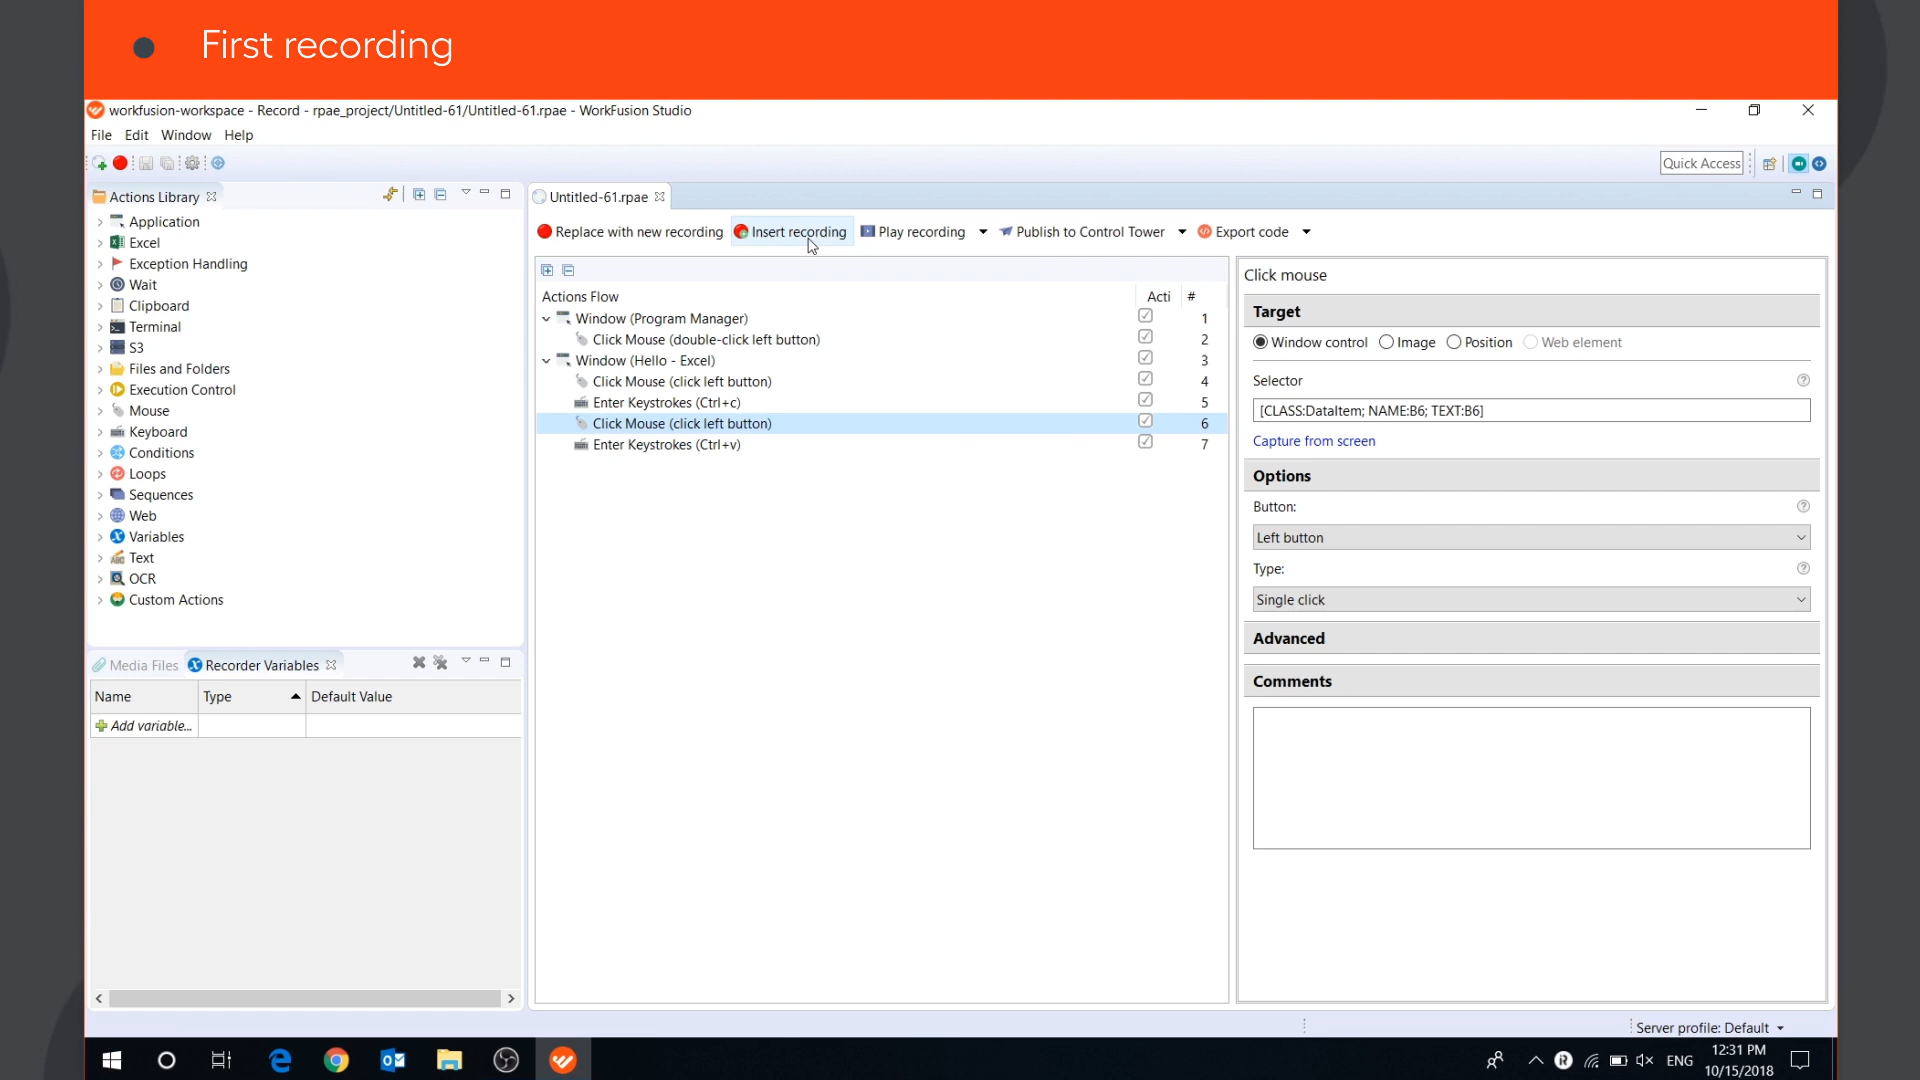 First recording
workfusion-workspace - Record - rpae_project/Untitled-61/Untitled-61.rpae - WorkFusion Studio
File Edit Window Help
Quick Access
Actions Library
Application
Excel
Exception Handling
Wait
Clipboard
Terminal
S3
Files and Folders
Execution Control
Mouse
Keyboard
Conditions
Loops
Sequences
Web
Variables
Text
OCR
Custom Actions
Media Files Recorder Variables
Name Type Default Value
Add variable...
Untitled-61.rpae
Replace with new recording Insert recording Play recording Publish to Control Tower Export code
Actions Flow Acti #
Window (Program Manager) 1
Click Mouse (double-click left button) 2
Window (Hello - Excel) 3
Click Mouse (click left button) 4
Enter Keystrokes (Ctrl+c) 5
Click Mouse (click left button) 6
Enter Keystrokes (Ctrl+v) 7
Click mouse
Target
Window control Image Position Web element
Selector
[CLASS:DataItem; NAME:B6; TEXT:B6]
Capture from screen
Options
Button:
Left button
Type:
Single click
Advanced
Comments
Server profile: Default
ENG
12:31 PM
10/15/2018